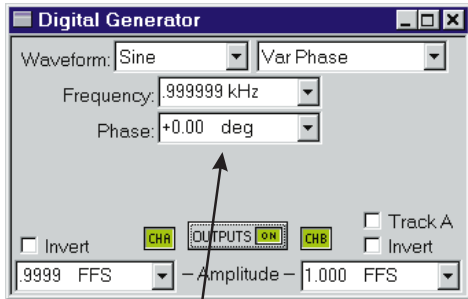 Digital Generator
Waveform: Sine Var Phase
Frequency: .999999 kHz
Phase: +0.00 deg
Track A
Invert CHA OUTPUTS ON CHB Invert
.9999 FFS – Amplitude – 1.000 FFS